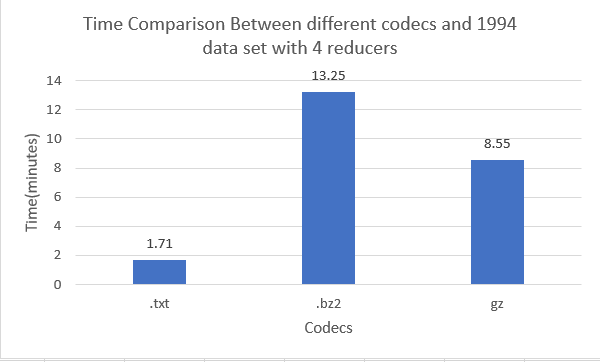 Time Comparison Between different codecs and 1994
data set with 4 reducers
Time(minutes)
14
12
10
8
6
4
2
0
1.71
13.25
8.55
.txt
.bz2
gz
Codecs